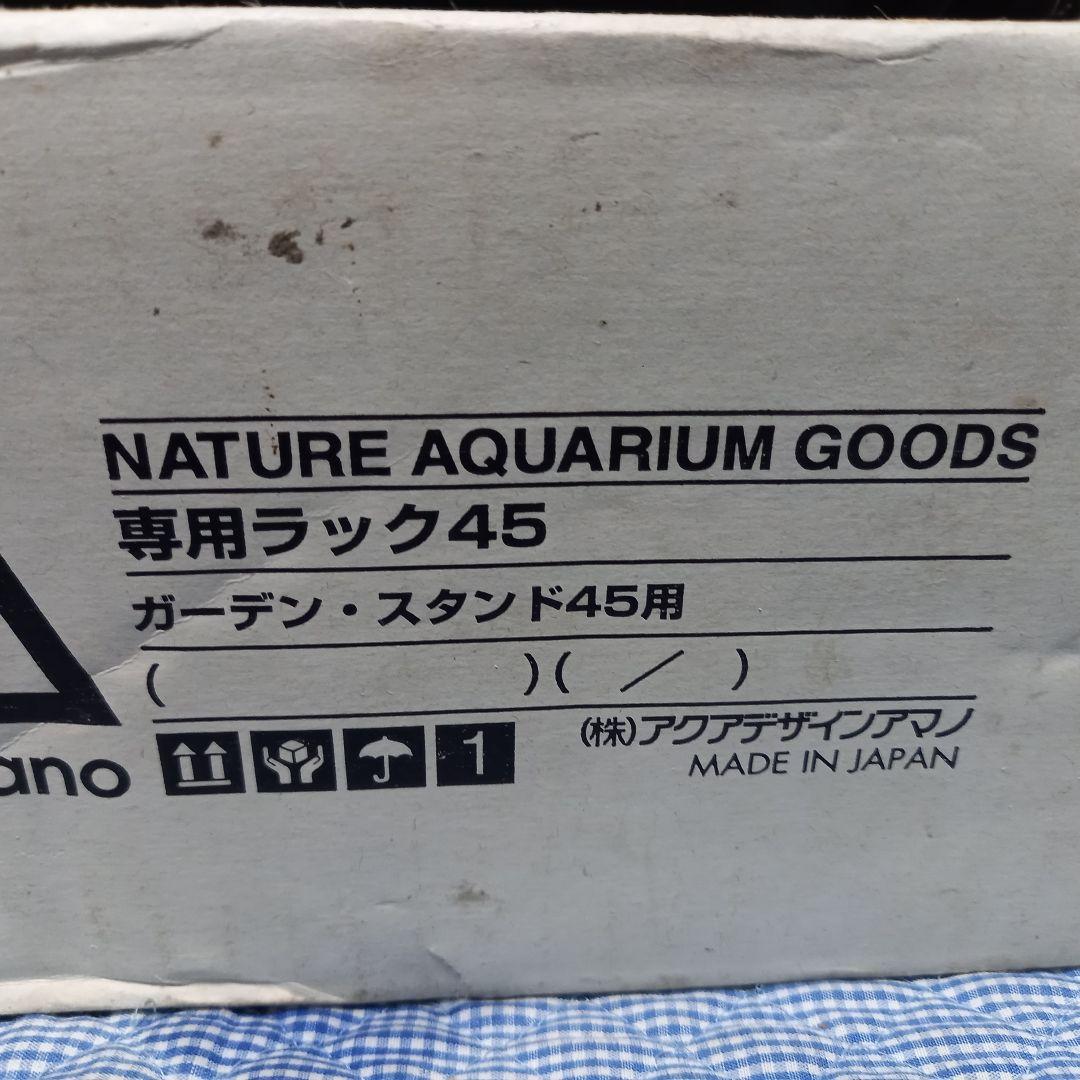 NATURE AQUARIUM GOODS
専用ラック45
ガーデン・スタンド45用
(　　　　　)(　／　)
ano
1
(株)アクアデザインアマノ
MADE IN JAPAN